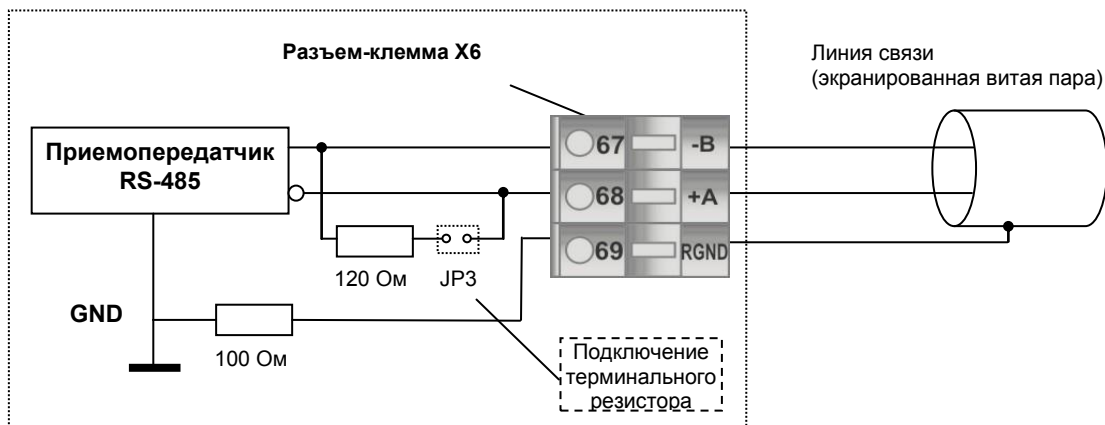 Разъем-клемма X6
Линия связи
(экранированная витая пара)
Приемопередатчик
RS-485
67 -B
68 +A
69 RGND
120 Ом
JP3
GND
100 Ом
Подключение
терминального
резистора